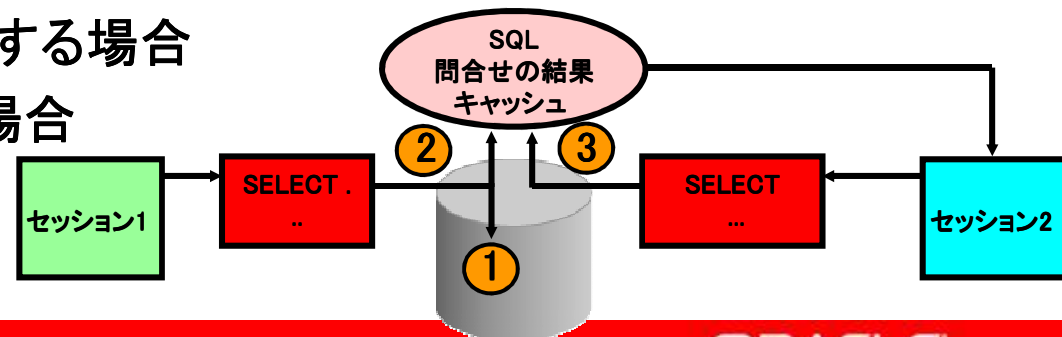 する場合
場合
SQL
問合せの結果
キャッシュ
2
3
SELECT .
..
SELECT
...
セッション1
セッション2
1